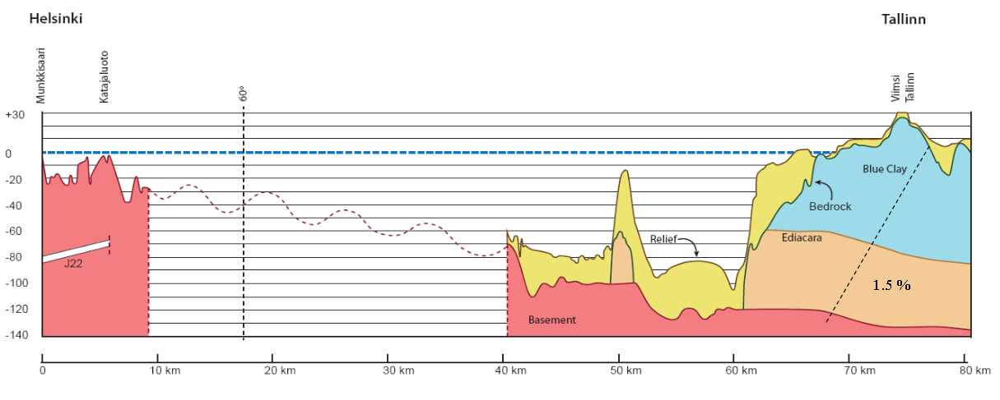 Helsinki
Tallinn
Munkkisaari
Katajaluoto
60°
Viimsi
Tallinn
+30
0
-20
-40
-60
-80
-100
-120
-140
Blue Clay
Bedrock
Relief
Ediacara
J22
1.5 %
Basement
0
10 km
20 km
30 km
40 km
50 km
60 km
70 km
80 km